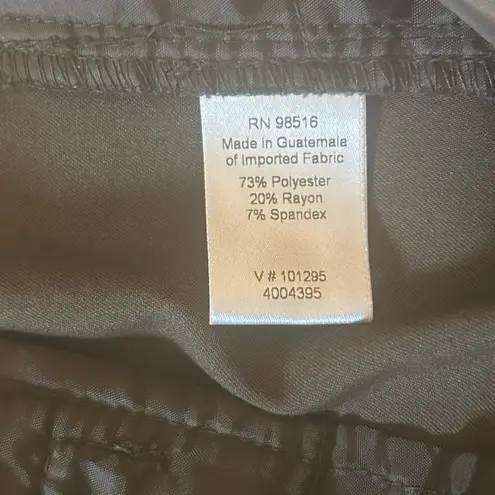 RN 98516
Made in Guatemala
of Imported Fabric
73% Polyester
20% Rayon
7% Spandex
V # 101295
4004395